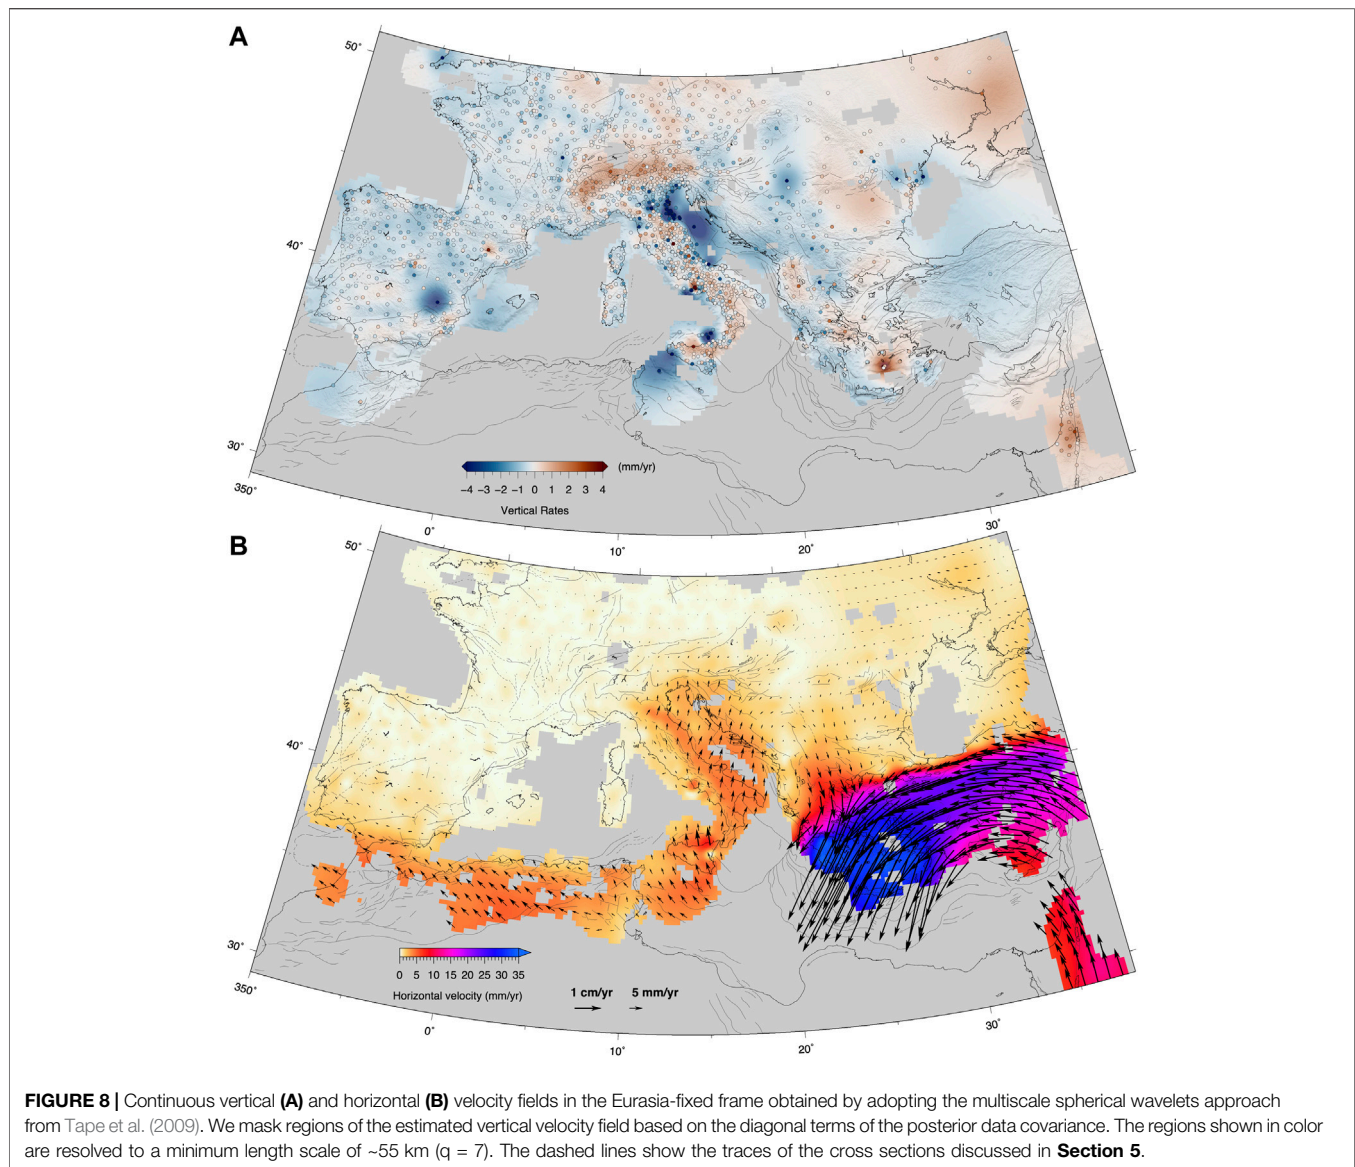 A
50°
40°
30°
350°
0°
10°
20°
30°
(mm/yr)
−4 −3 −2 −1 0 1 2 3 4
Vertical Rates
B
50°
40°
30°
350°
0°
10°
20°
30°
0 5 10 15 20 25 30 35
Horizontal velocity (mm/yr)
1 cm/yr
5 mm/yr
FIGURE 8 | Continuous vertical (A) and horizontal (B) velocity fields in the Eurasia-fixed frame obtained by adopting the multiscale spherical wavelets approach
from Tape et al. (2009). We mask regions of the estimated vertical velocity field based on the diagonal terms of the posterior data covariance. The regions shown in color
are resolved to a minimum length scale of ~55 km (q = 7). The dashed lines show the traces of the cross sections discussed in Section 5.